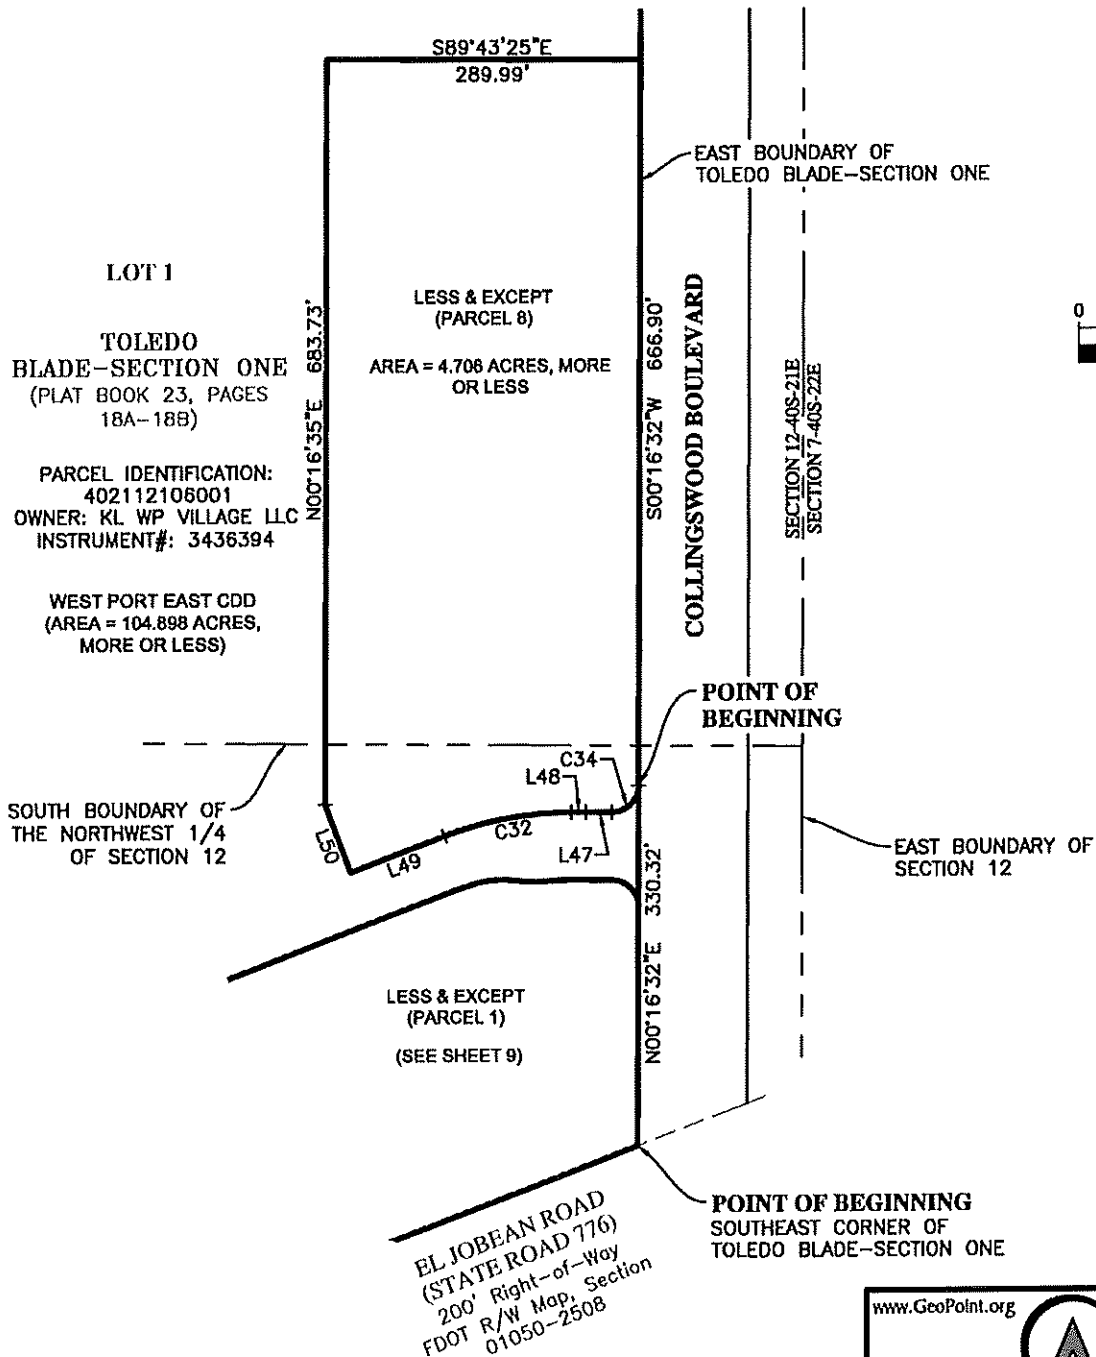 S89°43'25"E
289.99'
EAST BOUNDARY OF
TOLEDO BLADE-SECTION ONE
LOT 1
TOLEDO
BLADE-SECTION ONE
(PLAT BOOK 23, PAGES
18A-18B)
PARCEL IDENTIFICATION:
402112106001
OWNER: KL WP VILLAGE LLC
INSTRUMENT#: 3436394
WEST PORT EAST CDD
(AREA = 104.898 ACRES,
MORE OR LESS)
N00°16'35"E 683.73'
LESS & EXCEPT
(PARCEL 8)
AREA = 4.706 ACRES, MORE
OR LESS
S00°16'32"W 666.90'
COLLINGSWOOD BOULEVARD
SECTION 12-40S-21E
SECTION 7-40S-22E
0
POINT OF
BEGINNING
C34
L48
C32
L47
L49
L50
SOUTH BOUNDARY OF
THE NORTHWEST 1/4
OF SECTION 12
EAST BOUNDARY OF
SECTION 12
N00°16'32"E 330.32'
LESS & EXCEPT
(PARCEL 1)
(SEE SHEET 9)
POINT OF BEGINNING
SOUTHEAST CORNER OF
TOLEDO BLADE-SECTION ONE
EL JOBEAN ROAD
(STATE ROAD 776)
200' Right-of-Way
FDOT R/W Map, Section
01050-2508
www.GeoPoint.org